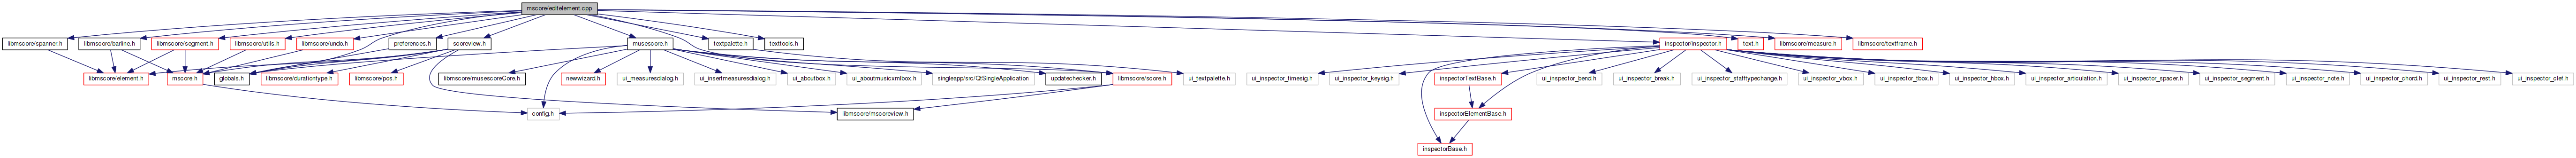 mscore/editelement.cpp
libmscore/spanner.h
libmscore/barline.h
libmscore/segment.h
libmscore/utils.h
libmscore/undo.h
preferences.h
scoreview.h
musescore.h
textpalette.h
texttools.h
inspector/inspector.h
text.h
libmscore/measure.h
libmscore/textframe.h
libmscore/element.h
mscore.h
globals.h
libmscore/durationtype.h
libmscore/pos.h
libmscore/musescoreCore.h
newwizard.h
ui_measuresdialog.h
ui_insertmeasuresdialog.h
ui_aboutbox.h
ui_aboutmusicxmlbox.h
singleapp/src/QtSingleApplication
updatechecker.h
libmscore/score.h
ui_textpalette.h
ui_inspector_timesig.h
ui_inspector_keysig.h
inspectorTextBase.h
ui_inspector_bend.h
ui_inspector_break.h
ui_inspector_stafftypechange.h
ui_inspector_vbox.h
ui_inspector_tbox.h
ui_inspector_hbox.h
ui_inspector_articulation.h
ui_inspector_spacer.h
ui_inspector_segment.h
ui_inspector_note.h
ui_inspector_chord.h
ui_inspector_rest.h
ui_inspector_clef.h
config.h
libmscore/mscoreview.h
inspectorElementBase.h
inspectorBase.h